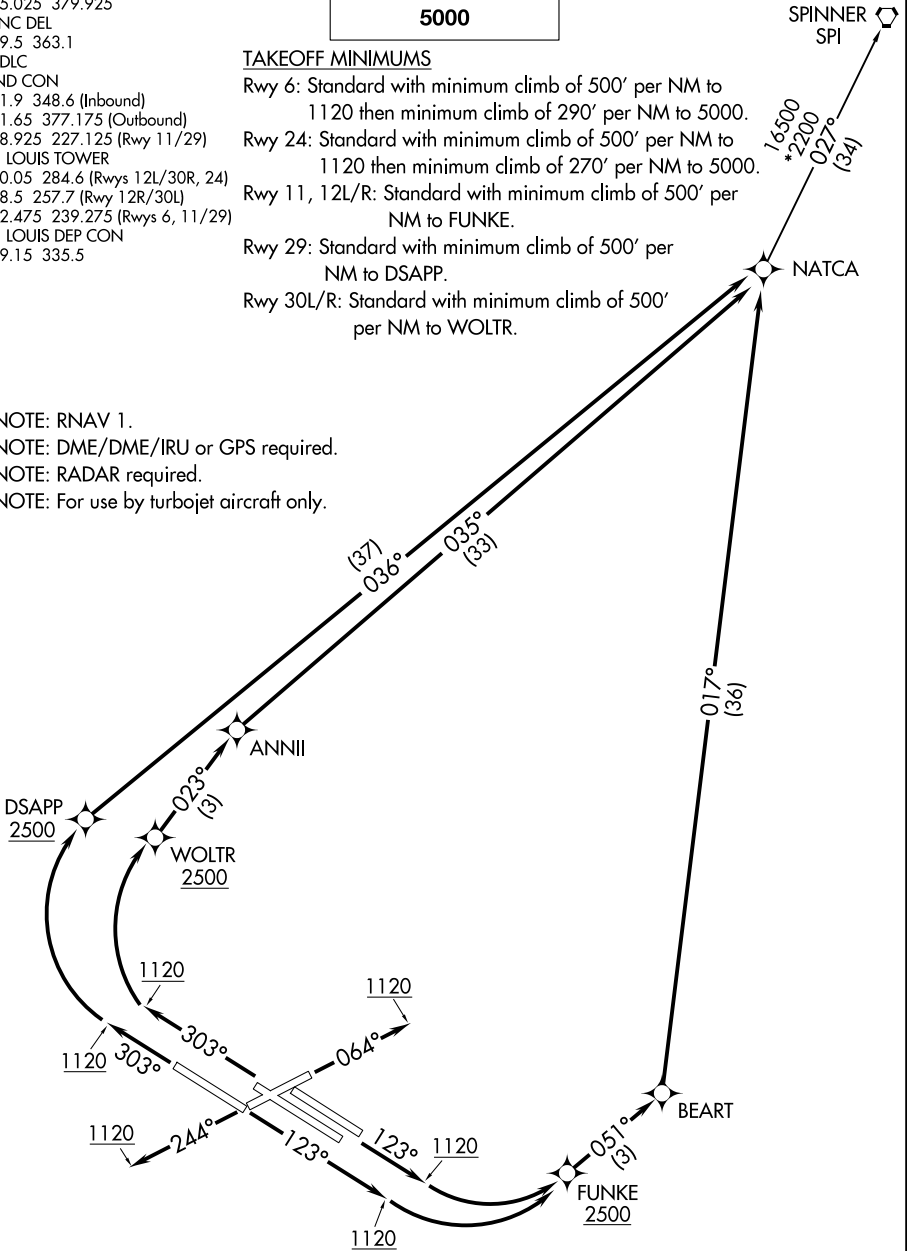 5.025 379.925
NC DEL
9.5 363.1
DLC
ND CON
1.9 348.6 (Inbound)
1.65 377.175 (Outbound)
8.925 227.125 (Rwy 11/29)
LOUIS TOWER
0.05 284.6 (Rwys 12L/30R, 24)
8.5 257.7 (Rwy 12R/30L)
2.475 239.275 (Rwys 6, 11/29)
LOUIS DEP CON
9.15 335.5
5000
TAKEOFF MINIMUMS
Rwy 6: Standard with minimum climb of 500' per NM to
1120 then minimum climb of 290' per NM to 5000.
Rwy 24: Standard with minimum climb of 500' per NM to
1120 then minimum climb of 270' per NM to 5000.
Rwy 11, 12L/R: Standard with minimum climb of 500' per
NM to FUNKE.
Rwy 29: Standard with minimum climb of 500' per
NM to DSAPP.
Rwy 30L/R: Standard with minimum climb of 500'
per NM to WOLTR.
SPINNER
SPI
16500
*2200
027°
(34)
NATCA
NOTE: RNAV 1.
NOTE: DME/DME/IRU or GPS required.
NOTE: RADAR required.
NOTE: For use by turbojet aircraft only.
(37)
036°
035°
(33)
017°
(36)
ANNII
023°
(3)
DSAPP
2500
WOLTR
2500
1120
1120
303°
064°
1120
303°
BEART
1120
244°
123°
123°
1120
051°
(3)
FUNKE
2500
1120